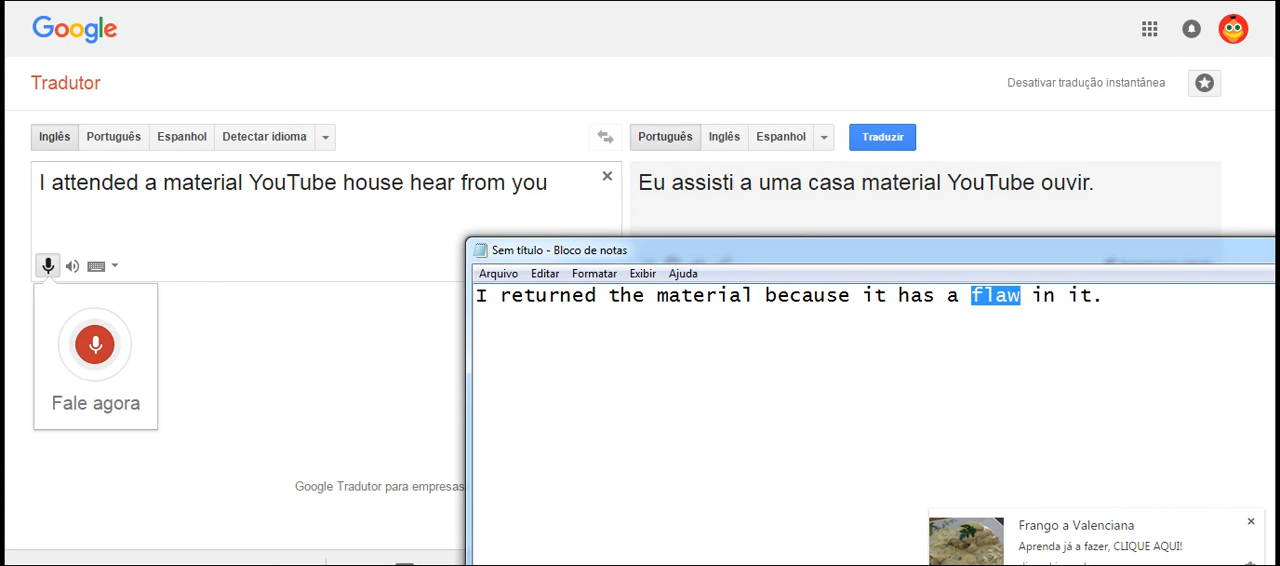 Google
Tradutor
Desativar tradução instantânea
Inglês Português Espanhol Detectar idioma
Português Inglês Espanhol Traduzir
I attended a material YouTube house hear from you
Eu assisti a uma casa material YouTube ouvir.
Sem título - Bloco de notas
Arquivo Editar Formatar Exibir Ajuda
I returned the material because it has a flaw in it.
Fale agora
Google Tradutor para empresas
Frango a Valenciana
Aprenda já a fazer, CLIQUE AQUI!